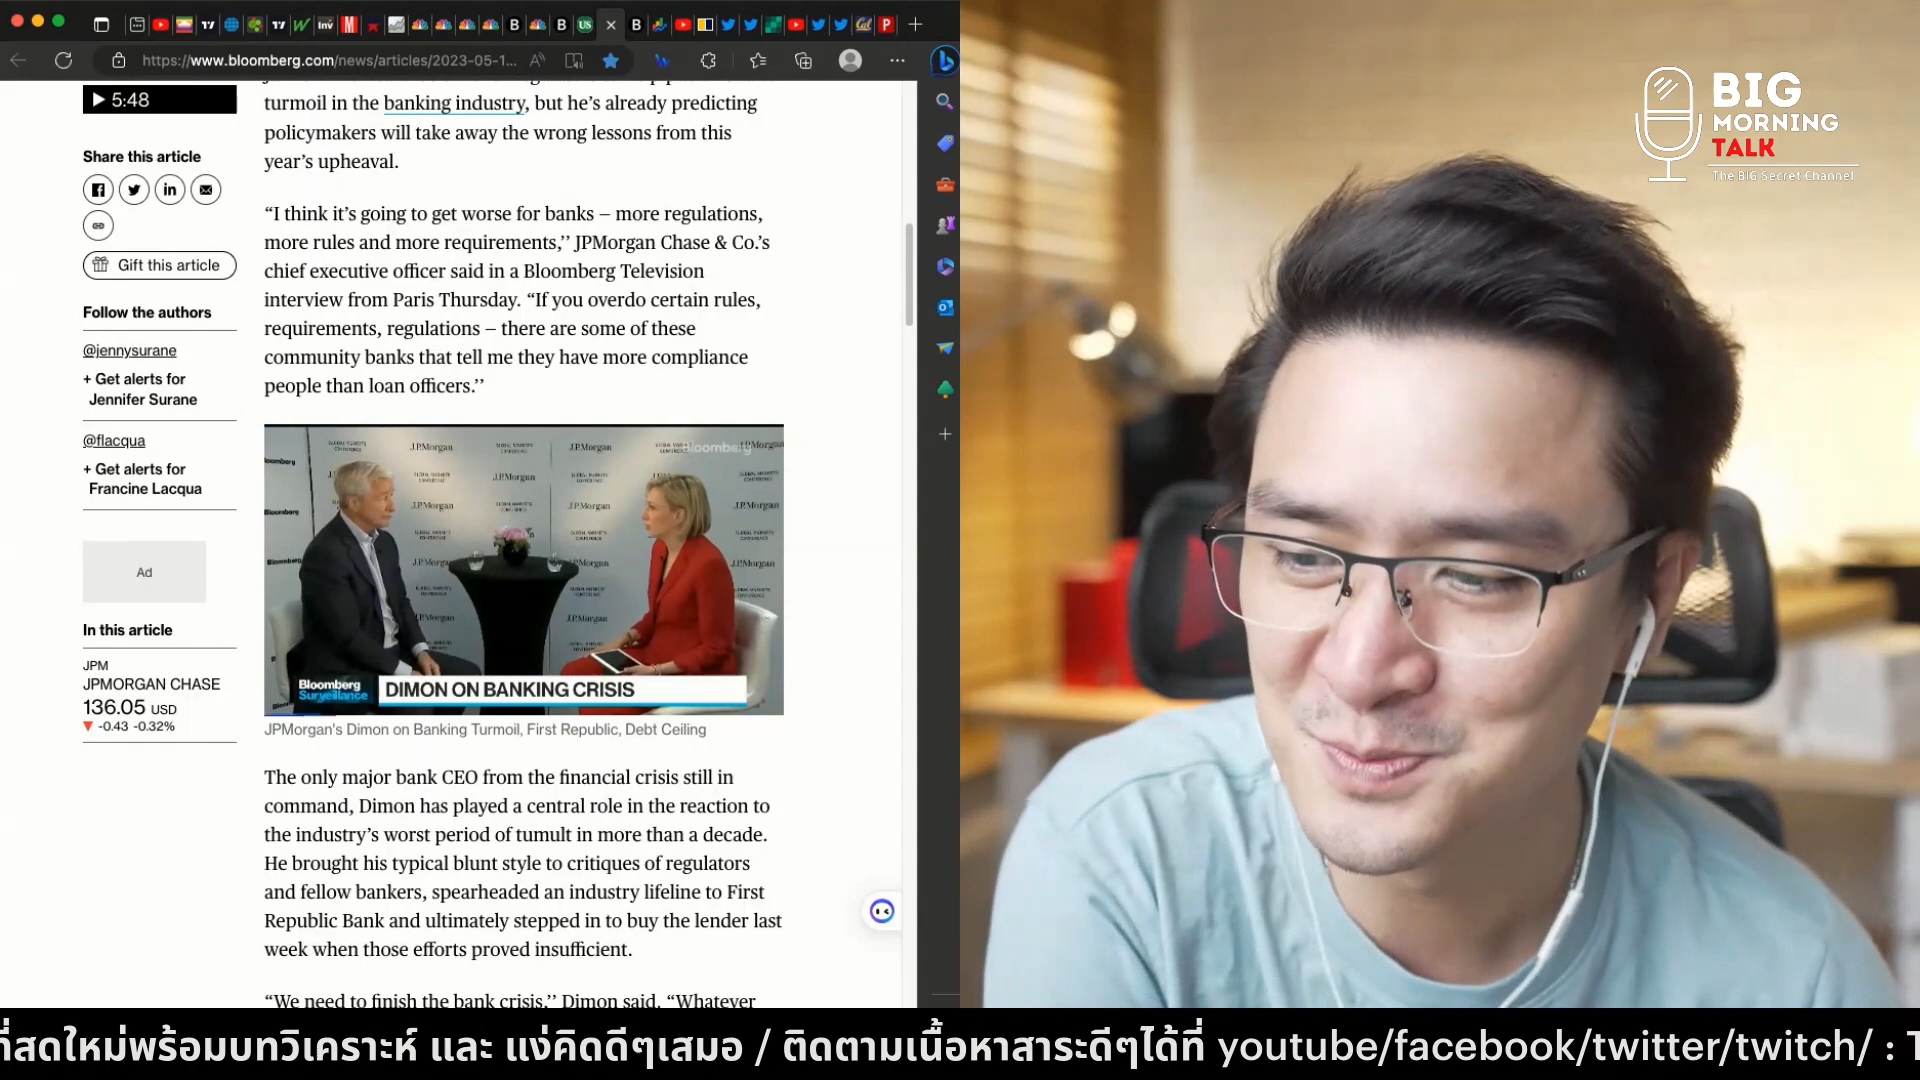 https://www.bloomberg.com/news/articles/2023-05-1...
5:48
turmoil in the banking industry, but he's already predicting
policymakers will take away the wrong lessons from this
year's upheaval.
Share this article
Gift this article
Follow the authors
@jennysurane
+ Get alerts for
Jennifer Surane
@flacqua
+ Get alerts for
Francine Lacqua
Ad
In this article
JPM
JPMORGAN CHASE
136.05 USD
-0.43 -0.32%
“I think it's going to get worse for banks – more regulations,
more rules and more requirements,’’ JPMorgan Chase & Co.’s
chief executive officer said in a Bloomberg Television
interview from Paris Thursday. “If you overdo certain rules,
requirements, regulations – there are some of these
community banks that tell me they have more compliance
people than loan officers.’’
J.P.Morgan
Bloomberg
Bloomberg
Surveillance
DIMON ON BANKING CRISIS
JPMorgan's Dimon on Banking Turmoil, First Republic, Debt Ceiling
The only major bank CEO from the financial crisis still in
command, Dimon has played a central role in the reaction to
the industry's worst period of tumult in more than a decade.
He brought his typical blunt style to critiques of regulators
and fellow bankers, spearheaded an industry lifeline to First
Republic Bank and ultimately stepped in to buy the lender last
week when those efforts proved insufficient.
“We need to finish the bank crisis,’’ Dimon said. “Whatever
BIG
MORNING
TALK
The BIG Secret Channel
ที่สดใหม่พร้อมบทวิเคราะห์ และ แง่คิดดีๆเสมอ / ติดตามเนื้อหาสาระดีๆได้ที่ youtube/facebook/twitter/twitch/ : T